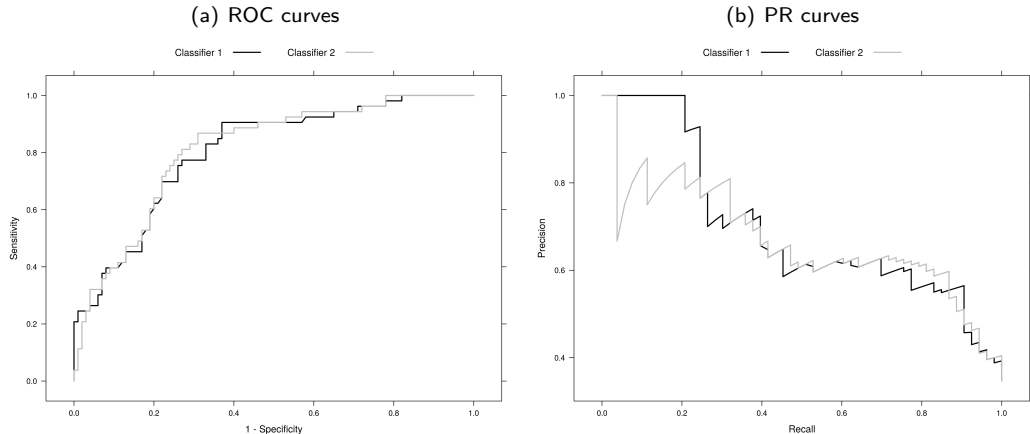 (a) ROC curves
Classifier 1
Classifier 2
1.0
0.8
0.6
0.4
0.2
0.0
Sensitivity
0.0 0.2 0.4 0.6 0.8 1.0
1 - Specificity
(b) PR curves
Classifier 1
Classifier 2
1.0
0.8
0.6
0.4
Precision
0.0 0.2 0.4 0.6 0.8 1.0
Recall